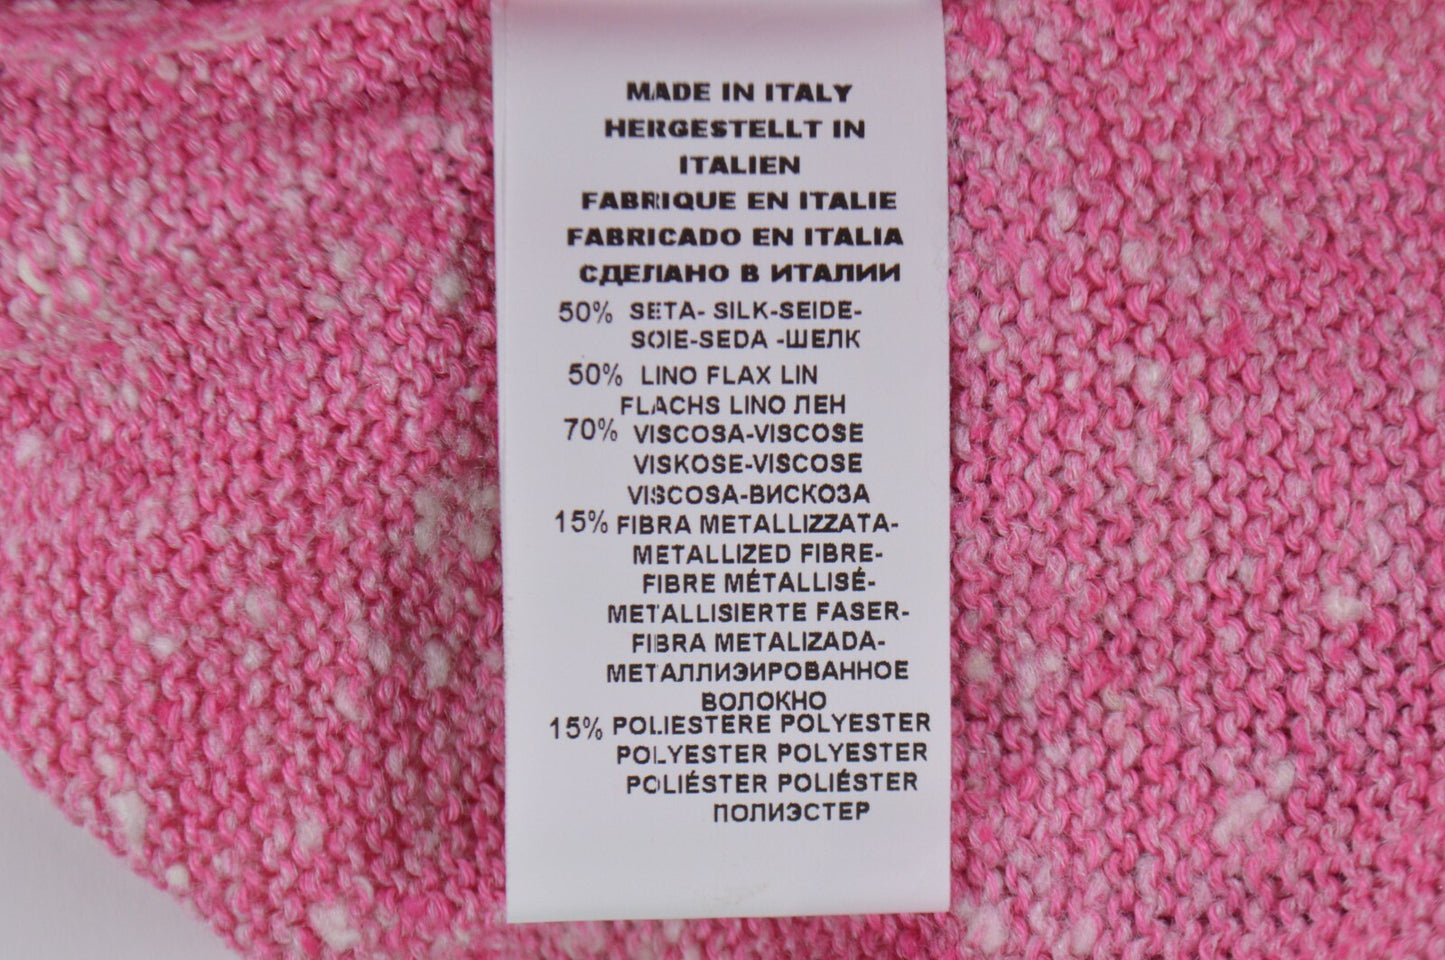 MADE IN ITALY
HERGESTELLT IN
ITALIEN
FABRIQUE EN ITALIE
FABRICADO EN ITALIA
СДЕЛАНО В ИТАЛИИ
50% SETA- SILK-SEIDE-
SOIE-SEDA -ШЕЛК
50% LINO FLAX LIN
FLACHS LINO ЛЕН
70% VISCOSA-VISCOSE
VISKOSE-VISCOSE
VISCOSA-ВИСКОЗА
15% FIBRA METALLIZZATA-
METALLIZED FIBRE-
FIBRE MÉTALLISÉ-
METALLISIERTE FASER-
FIBRA METALIZADA-
МЕТАЛЛИЗИРОВАННОЕ
ВОЛОКНО
15% POLIESTERE POLYESTER
POLYESTER POLYESTER
POLIÉSTER POLIÉSTER
ПОЛИЭСТЕР